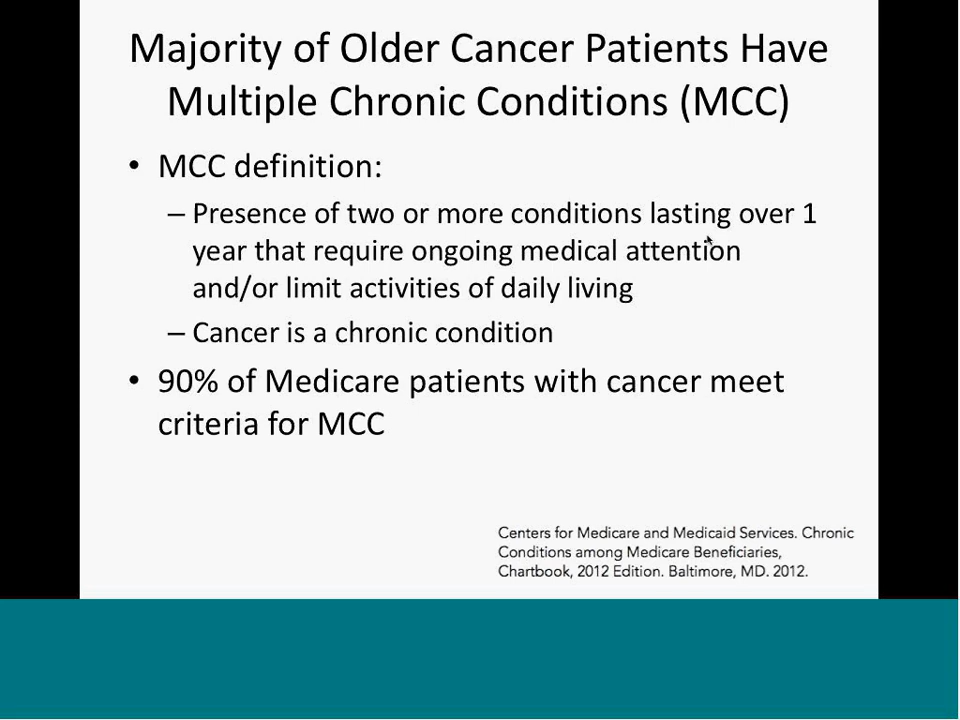 Majority of Older Cancer Patients Have
Multiple Chronic Conditions (MCC)
• MCC definition:
– Presence of two or more conditions lasting over 1
year that require ongoing medical attention
and/or limit activities of daily living
– Cancer is a chronic condition
• 90% of Medicare patients with cancer meet
criteria for MCC
Centers for Medicare and Medicaid Services. Chronic
Conditions among Medicare Beneficiaries,
Chartbook, 2012 Edition. Baltimore, MD. 2012.